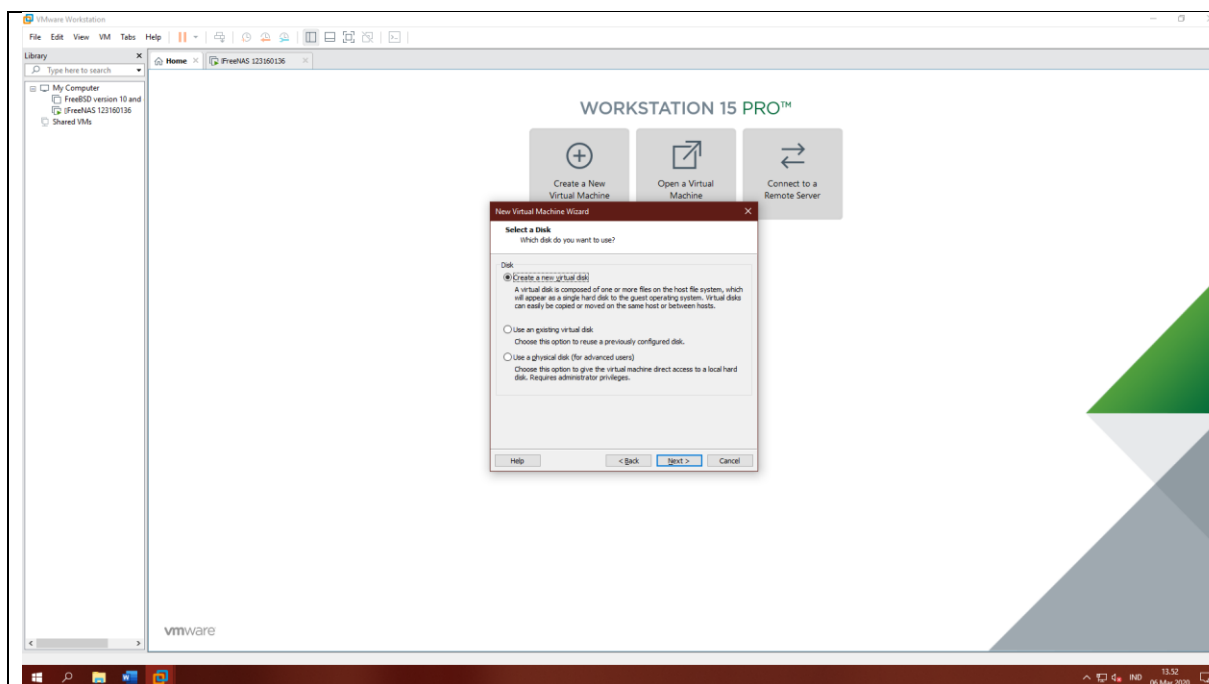 VMware Workstation
File Edit View VM Tabs Help
Library
Type here to search
Home
FreeNAS 123160136
My Computer
FreeBSD version 10 and
FreeNAS 123160136
Shared VMs
WORKSTATION 15 PRO™
Create a New
Virtual Machine
Open a Virtual
Machine
Connect to a
Remote Server
New Virtual Machine Wizard
Select a Disk
Which disk do you want to use?
Disk
Create a new virtual disk
A virtual disk is composed of one or more files on the host file system, which
will appear as a single hard disk to the guest operating system. Virtual disks
can easily be copied or moved on the same host or between hosts.
Use an existing virtual disk
Choose this option to reuse a previously configured disk.
Use a physical disk (for advanced users)
Choose this option to give the virtual machine direct access to a local hard
disk. Requires administrator privileges.
Help < Back Next > Cancel
vmware
IND
13.52
06 Mar 2020